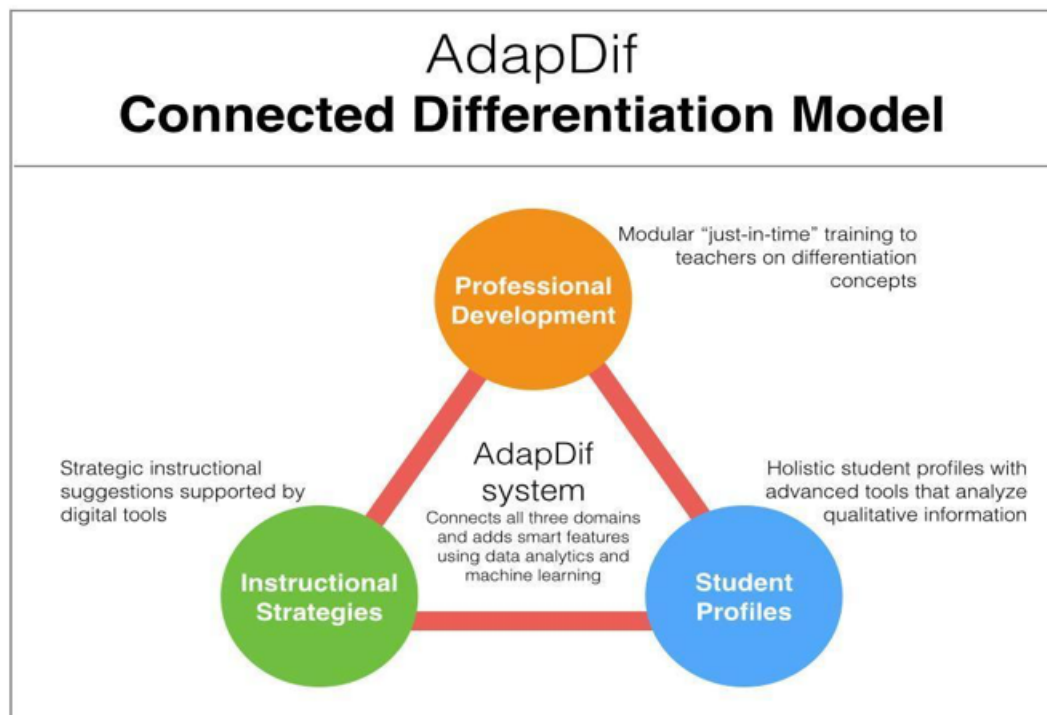 AdapDif
Connected Differentiation Model
Modular “just-in-time” training to
teachers on differentiation
concepts
Professional
Development
AdapDif
system
Connects all three domains
and adds smart features
using data analytics and
machine learning
Strategic instructional
suggestions supported by
digital tools
Holistic student profiles with
advanced tools that analyze
qualitative information
Instructional
Strategies
Student
Profiles